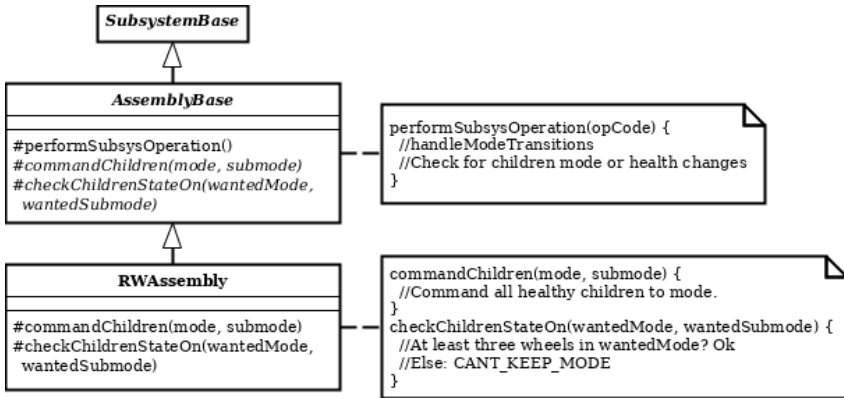 SubsystemBase
AssemblyBase
#performSubsysOperation()
#commandChildren(mode, submode)
#checkChildrenStateOn(wantedMode,
wantedSubmode)
performSubsysOperation(opCode) {
//handleModeTransitions
//Check for children mode or health changes
}
RWAssembly
#commandChildren(mode, submode)
#checkChildrenStateOn(wantedMode,
wantedSubmode)
commandChildren(mode, submode) {
//Command all healthy children to mode.
}
checkChildrenStateOn(wantedMode, wantedSubmode) {
//At least three wheels in wantedMode? Ok
//Else: CANT_KEEP_MODE
}